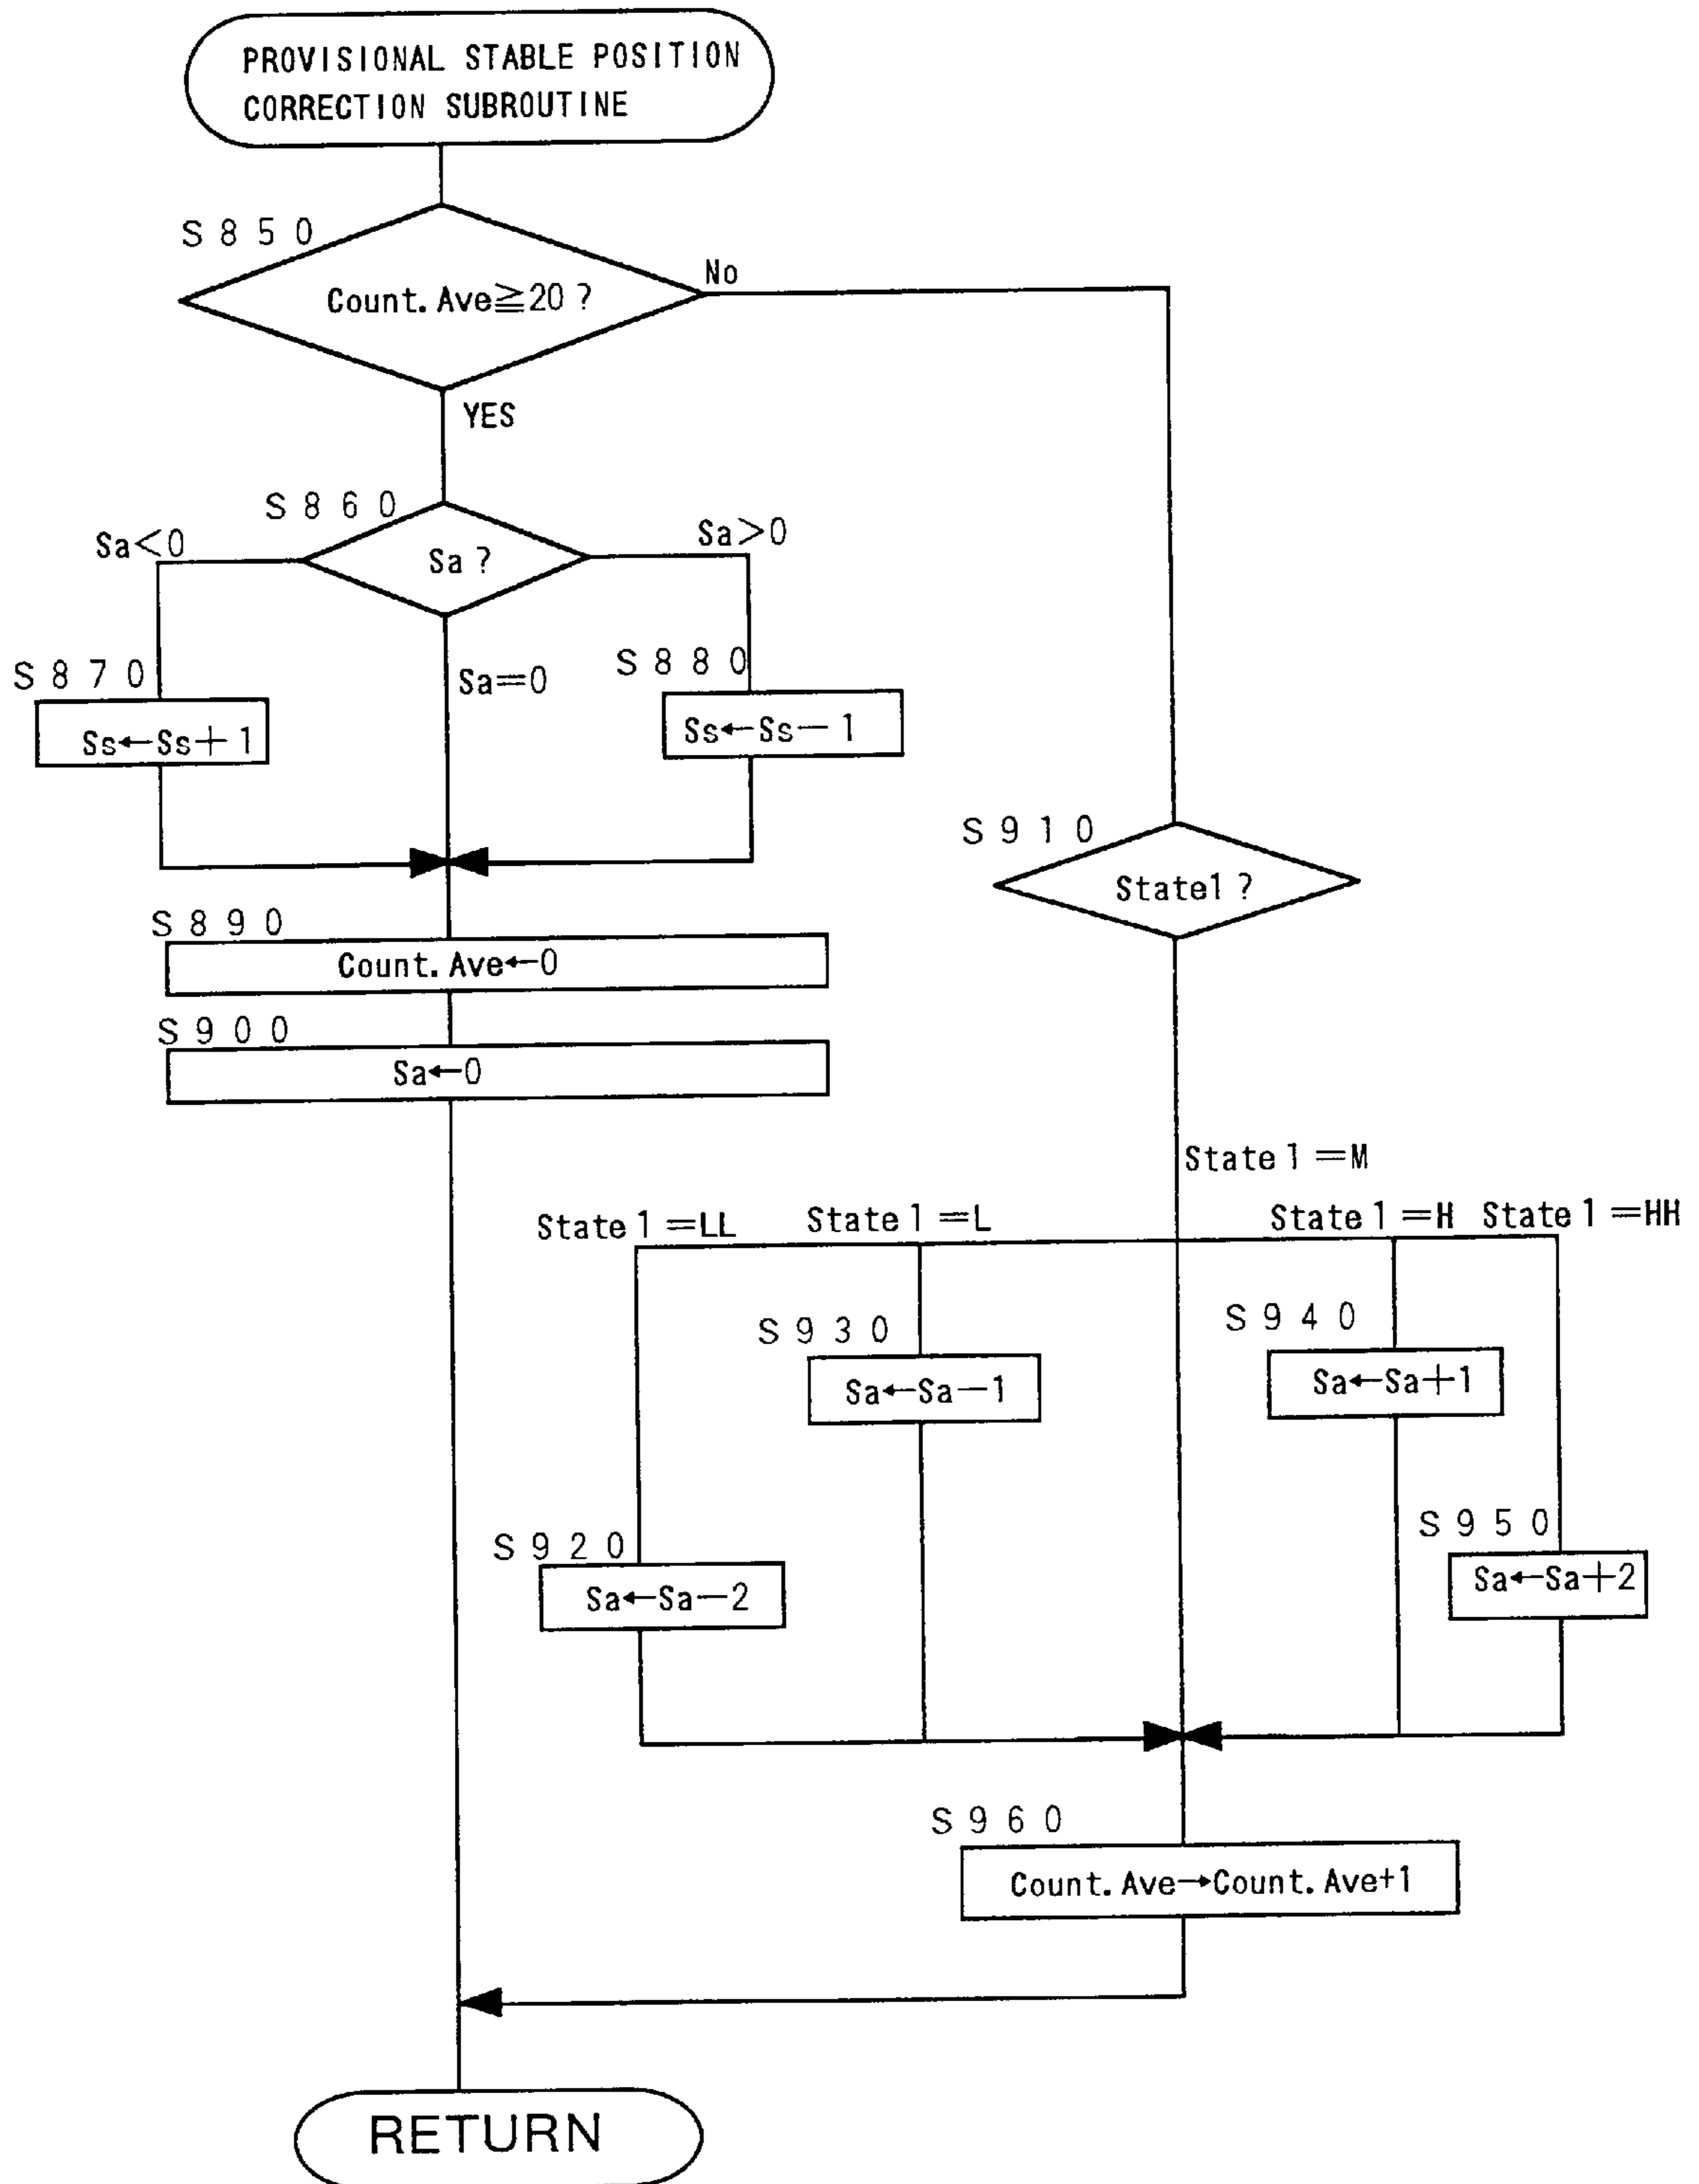 PROVISIONAL STABLE POSITION
CORRECTION SUBROUTINE
S850
Count.Ave≧20?
No
YES
S860
Sa<0
Sa?
Sa>0
S870
Sa=0
S880
Ss←Ss+1
Ss←Ss−1
S910
State1?
S890
Count.Ave←0
S900
Sa←0
State1=M
State1=LL
State1=L
State1=H
State1=HH
S930
S940
Sa←Sa−1
Sa←Sa+1
S920
S950
Sa←Sa−2
Sa←Sa+2
S960
Count.Ave→Count.Ave+1
RETURN